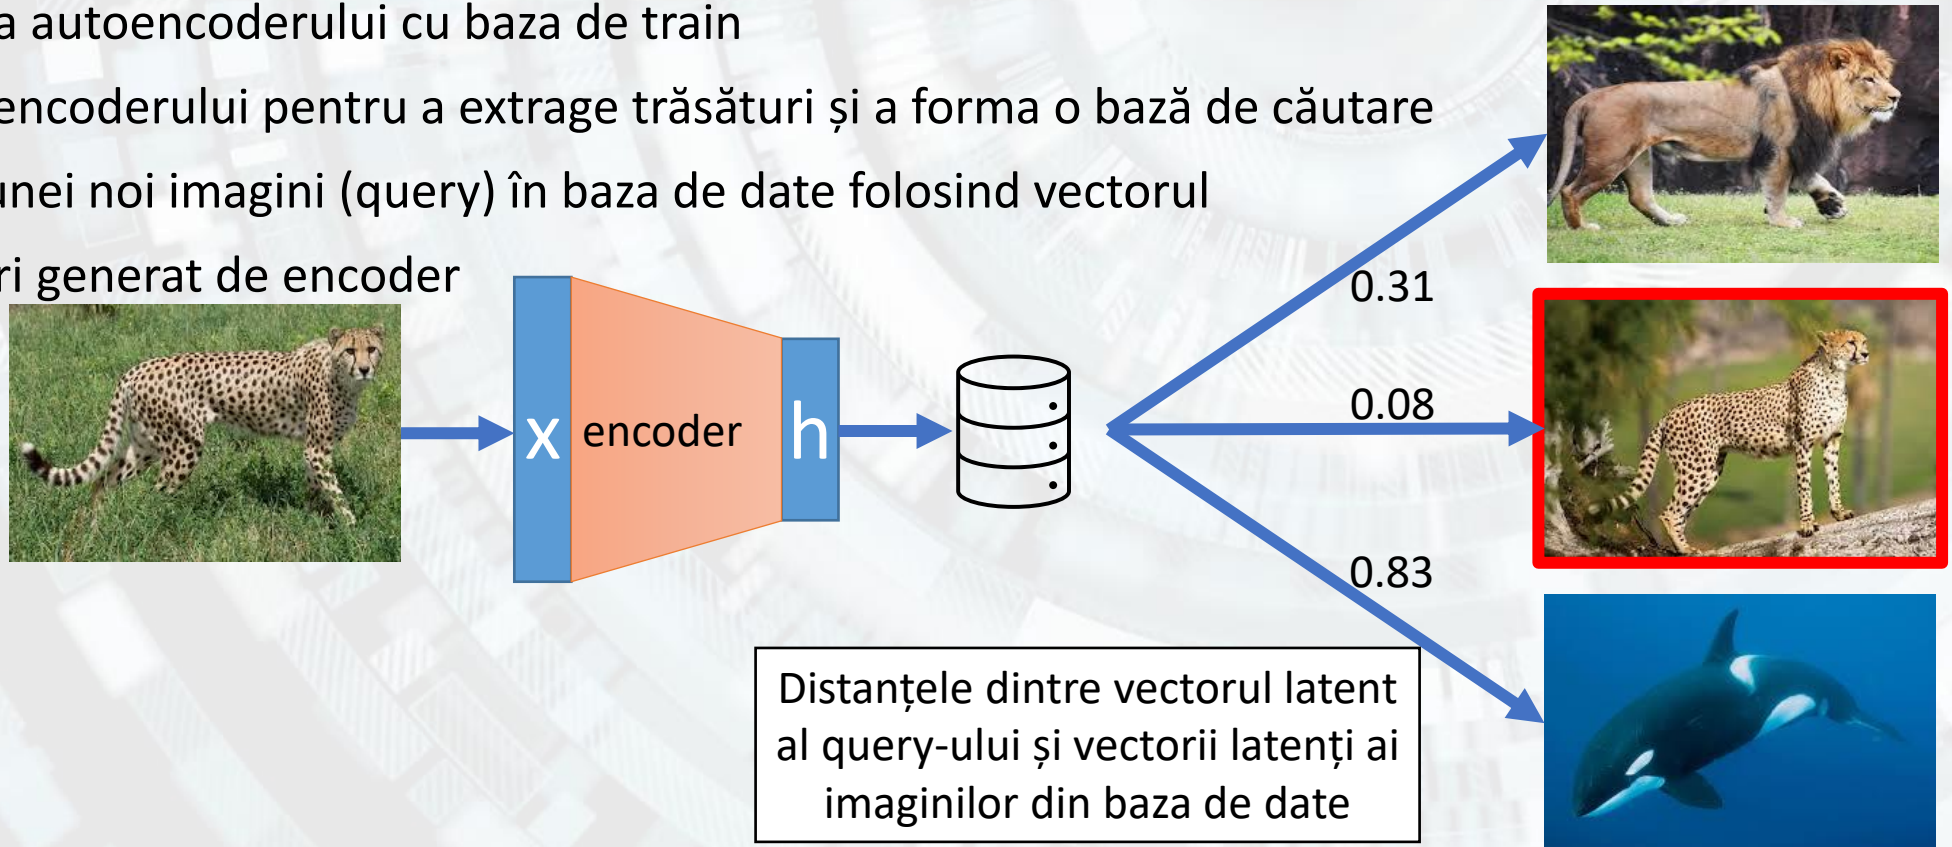 a autoencoderului cu baza de train
encoderului pentru a extrage trăsături și a forma o bază de căutare
unei noi imagini (query) în baza de date folosind vectorul
ri generat de encoder
0.31
x encoder h
0.08
0.83
Distanțele dintre vectorul latent
al query-ului și vectorii latenți ai
imaginilor din baza de date